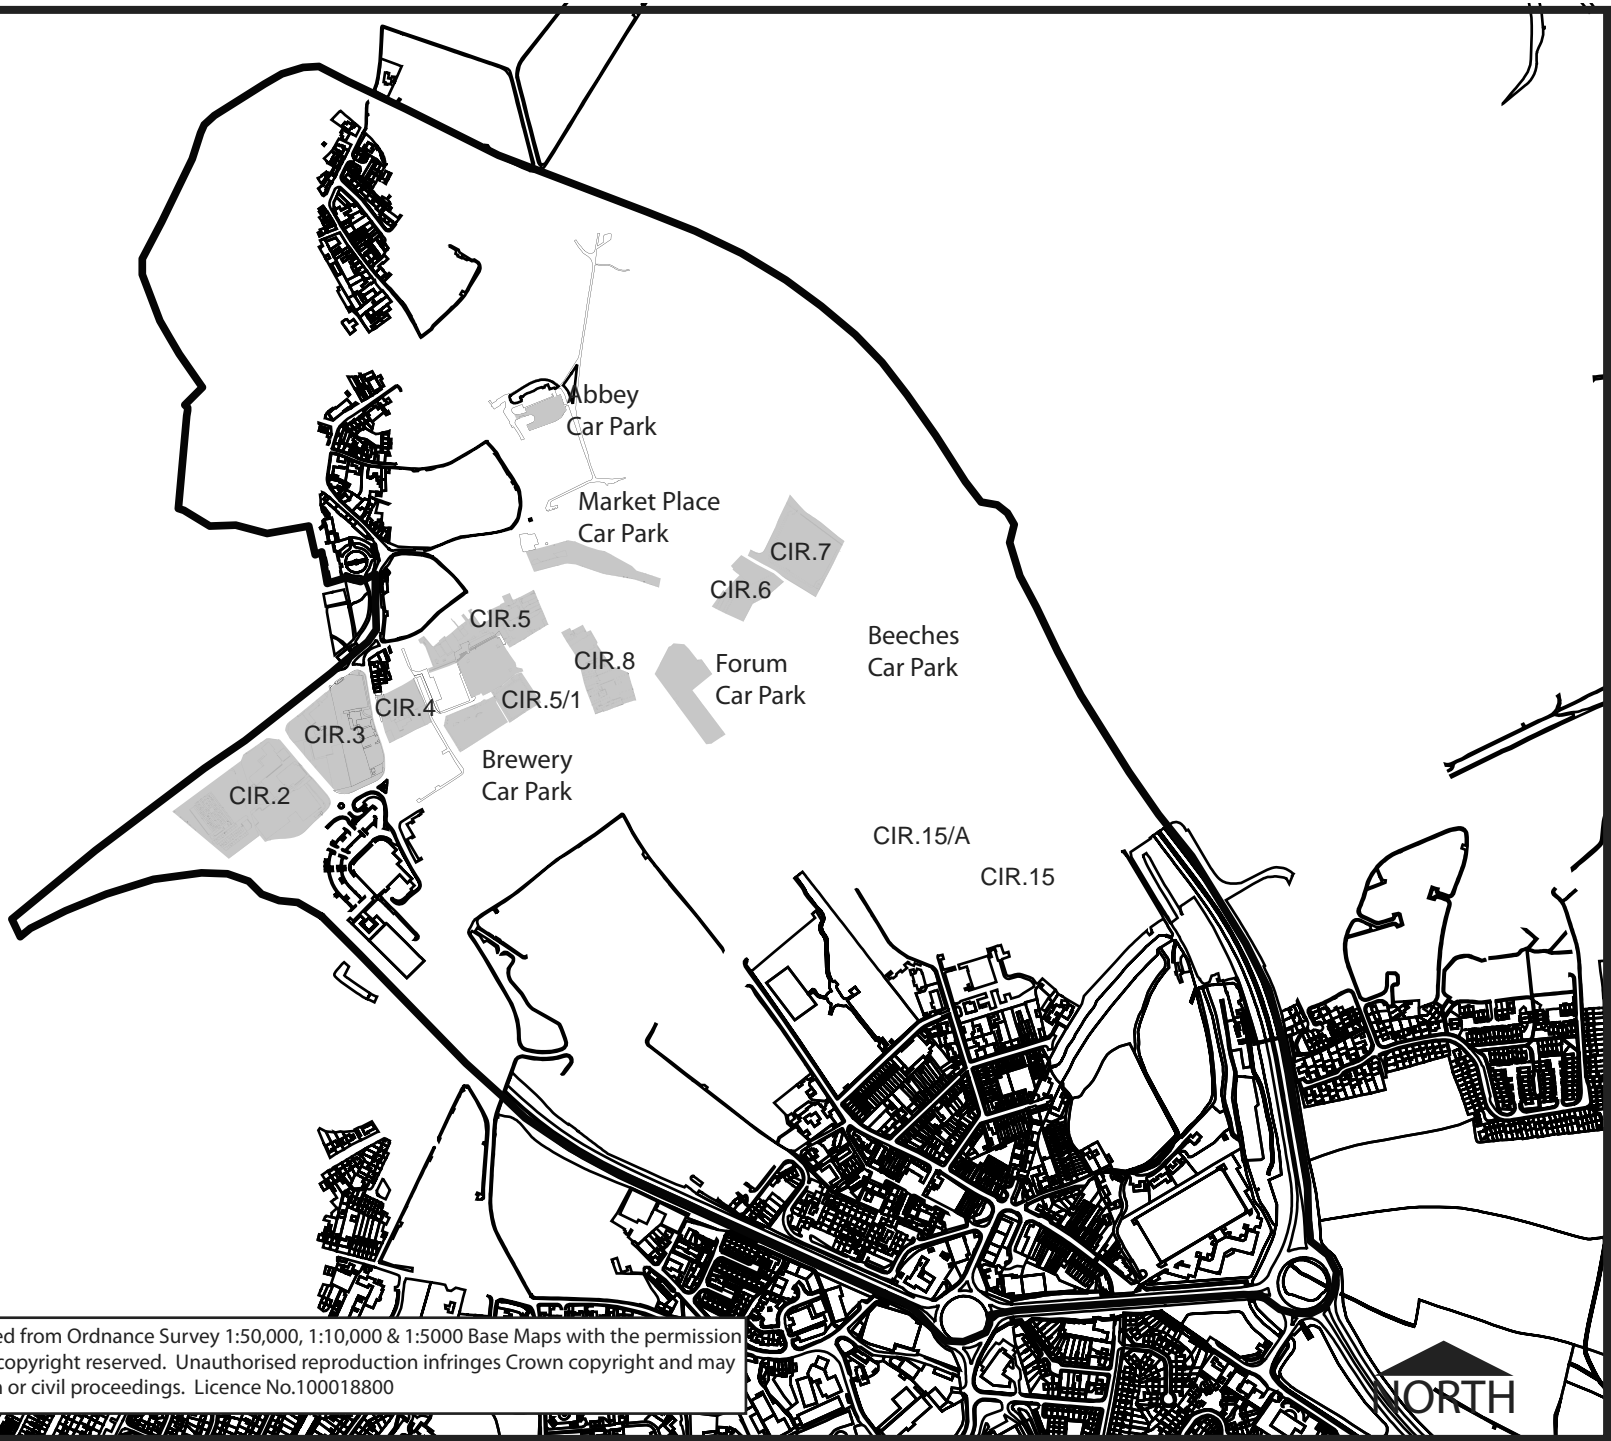 Abbey
Car Park
Market Place
Car Park
CIR.7
CIR.6
CIR.5
Beeches
Car Park
CIR.8
Forum
Car Park
CIR.5/1
CIR.4
CIR.3
Brewery
Car Park
CIR.2
CIR.15/A
CIR.15
ed from Ordnance Survey 1:50,000, 1:10,000 & 1:5000 Base Maps with the permission
copyright reserved. Unauthorised reproduction infringes Crown copyright and may
n or civil proceedings. Licence No.100018800
NORTH